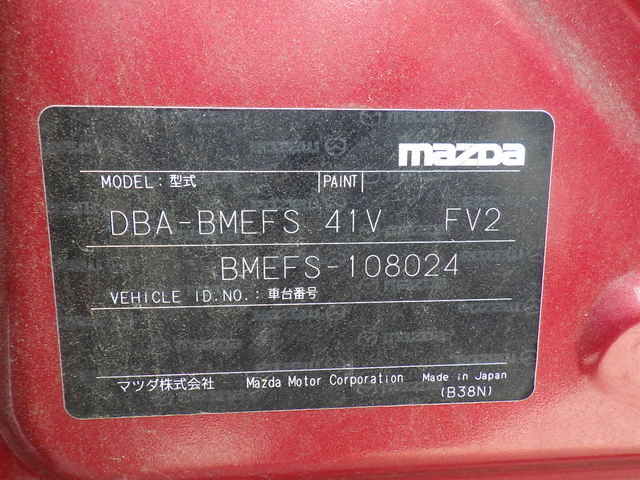 mazda
MODEL: 型式 PAINT
DBA-BMEFS 41V FV2
BMEFS-108024
VEHICLE ID.NO.: 車台番号
マツダ株式会社 Mazda Motor Corporation Made in Japan
(B38N)